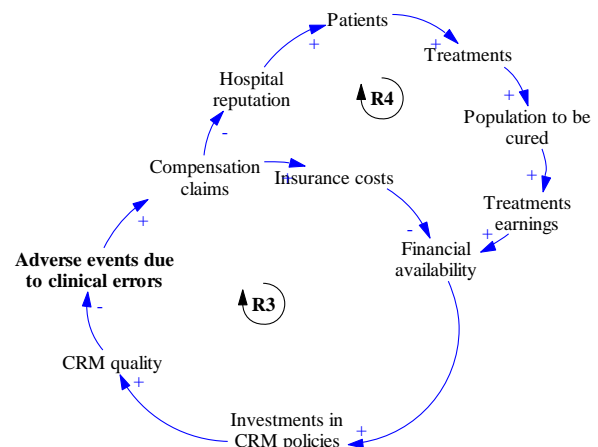 Patients
+
+
Treatments
Hospital
reputation
R4
+
Population to be
cured
-
Compensation
claims
+
Insurance costs
+
Treatments
earnings
+
-
+
Financial
availability
Adverse events due
to clinical errors
R3
-
CRM quality
+
Investments in
CRM policies
+